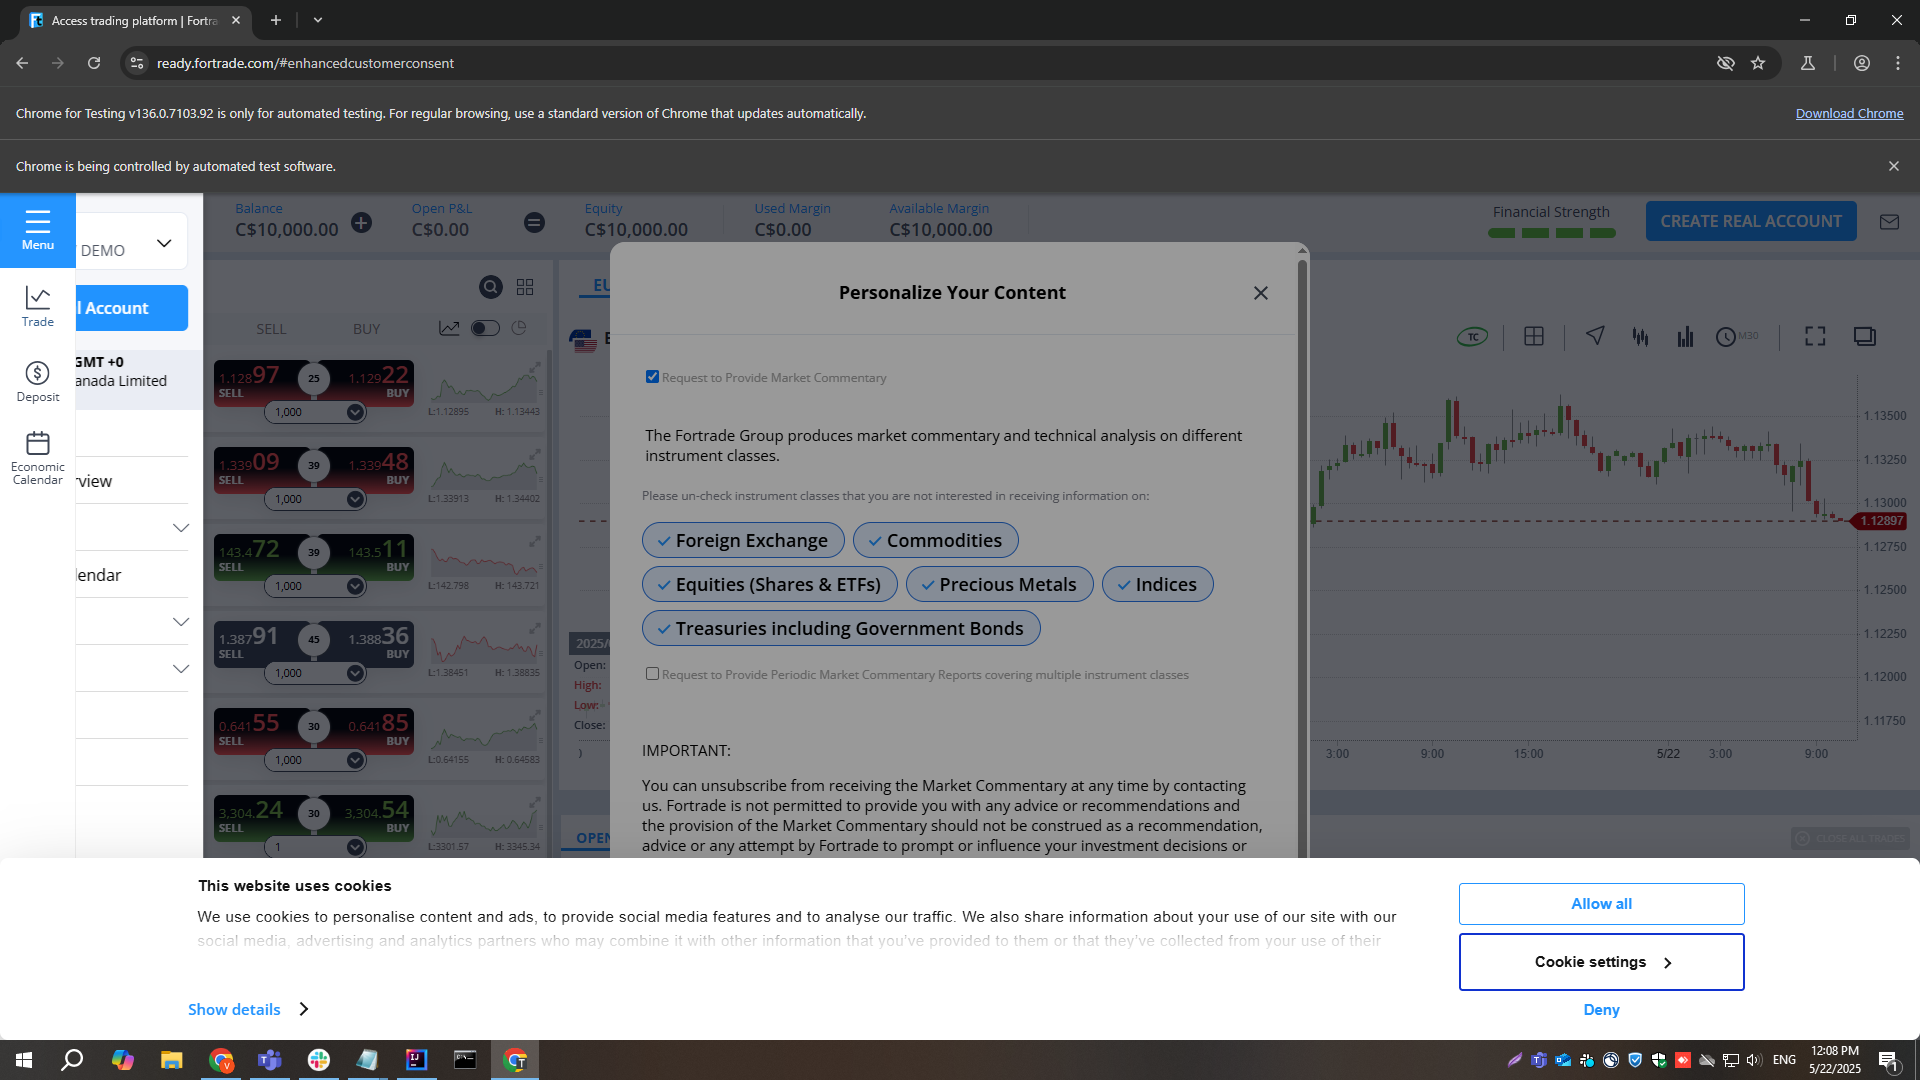 Access trading platform | Fortra
ready.fortrade.com/#enhancedcustomerconsent
Chrome for Testing v136.0.7103.92 is only for automated testing. For regular browsing, use a standard version of Chrome that updates automatically.
Download Chrome
Chrome is being controlled by automated test software.
Menu
Trade
Deposit
Economic
Calendar
DEMO
l Account
GMT +0
anada Limited
rview
lendar
Balance
C$10,000.00
Open P&L
C$0.00
Equity
C$10,000.00
Used Margin
C$0.00
Available Margin
C$10,000.00
Financial Strength
CREATE REAL ACCOUNT
SELL
BUY
1.12897
SELL
25
1.12922
BUY
1,000
L:1.12895
H: 1.13443
1.33909
SELL
39
1.33948
BUY
1,000
L:1.33913
H: 1.34402
143.472
SELL
39
143.511
BUY
1,000
L:142.798
H: 143.721
1.38791
SELL
45
1.38836
BUY
1,000
L:1.38451
H: 1.38835
0.64155
SELL
30
0.64185
BUY
1,000
L:0.64155
H: 0.64583
3,304.24
SELL
30
3,304.54
BUY
1
L:3301.57
H: 3345.34
EU
E
2025/0
Open:
High:
Low:
Close:
)
OPEN
Personalize Your Content
Request to Provide Market Commentary
The Fortrade Group produces market commentary and technical analysis on different
instrument classes.
Please un-check instrument classes that you are not interested in receiving information on:
Foreign Exchange
Commodities
Equities (Shares & ETFs)
Precious Metals
Indices
Treasuries including Government Bonds
Request to Provide Periodic Market Commentary Reports covering multiple instrument classes
IMPORTANT:
You can unsubscribe from receiving the Market Commentary at any time by contacting
us. Fortrade is not permitted to provide you with any advice or recommendations and
the provision of the Market Commentary should not be construed as a recommendation,
advice or any attempt by Fortrade to prompt or influence your investment decisions or
TC
M30
1.13500
1.13250
1.13000
1.12897
1.12750
1.12500
1.12250
1.12000
1.11750
3:00
9:00
15:00
5/22
3:00
9:00
CLOSE ALL TRADES
This website uses cookies
We use cookies to personalise content and ads, to provide social media features and to analyse our traffic. We also share information about your use of our site with our
social media, advertising and analytics partners who may combine it with other information that you've provided to them or that they've collected from your use of their
Show details
Allow all
Cookie settings
Deny
ENG
12:08 PM
5/22/2025
1